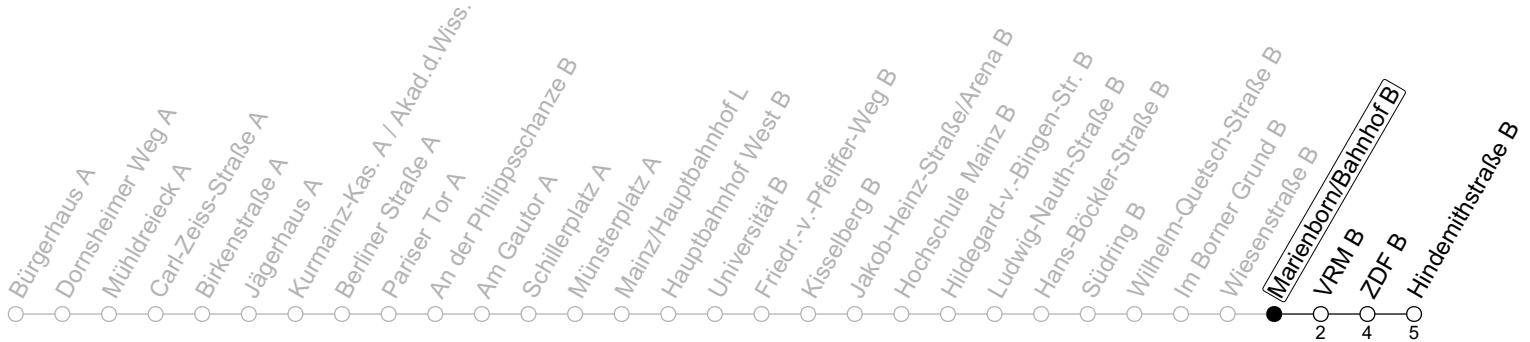 Bürgerhaus A
Dornsheimer Weg A
Mühldreieck A
Carl-Zeiss-Straße A
Birkenstraße A
Jägerhaus A
Kurmainz-Kas. A / Akad.d.Wiss.
Berliner Straße A
Pariser Tor A
An der Philippsschanze B
Am Gautor A
Schillerplatz A
Münsterplatz A
Mainz/Hauptbahnhof L
Hauptbahnhof West B
Universität B
Friedr.-v.-Pfeiffer-Weg B
Kisselberg B
Jakob-Heinz-Straße/Arena B
Hochschule Mainz B
Hildegard-v.-Bingen-Str. B
Ludwig-Nauth-Straße B
Hans-Böckler-Straße B
Südring B
Wilhelm-Quetsch-Straße B
Im Borner Grund B
Wiesenstraße B
Marienborn/Bahnhof B
VRM B
ZDF B
Hindemithstraße B
2
4
5